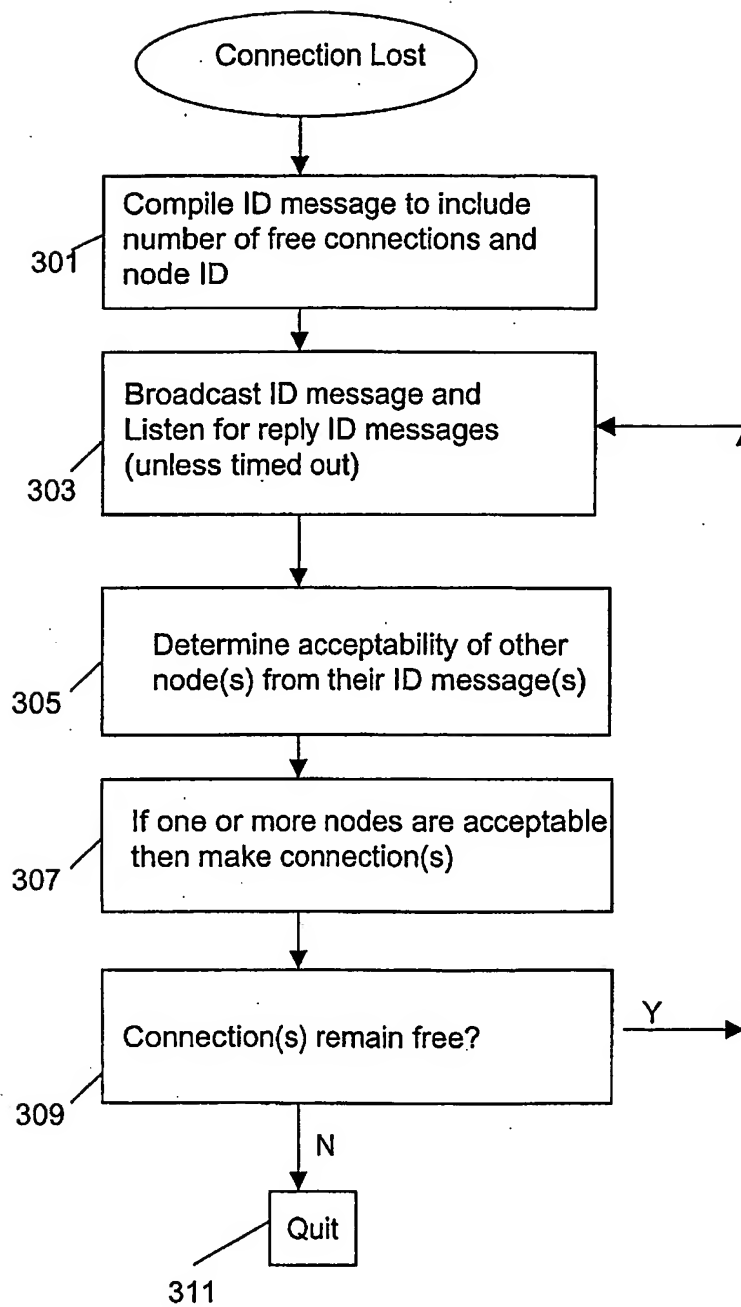 Connection Lost
Compile ID message to include
number of free connections and
node ID
301
Broadcast ID message and
Listen for reply ID messages
(unless timed out)
303
Determine acceptability of other
node(s) from their ID message(s)
305
If one or more nodes are acceptable
then make connection(s)
307
Connection(s) remain free?
Y
309
N
Quit
311